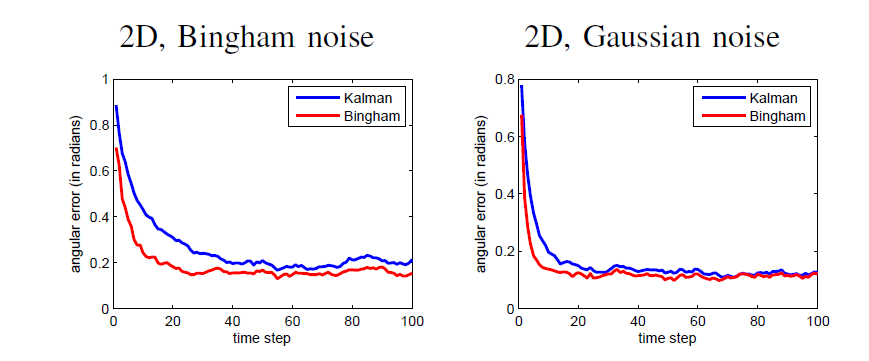 2D, Bingham noise
1
0.8
0.6
0.4
0.2
0
0
20
40
60
80
100
angular error (in radians)
time step
Kalman
Bingham
2D, Gaussian noise
0.8
0.6
0.4
0.2
0
0
20
40
60
80
100
angular error (in radians)
time step
Kalman
Bingham